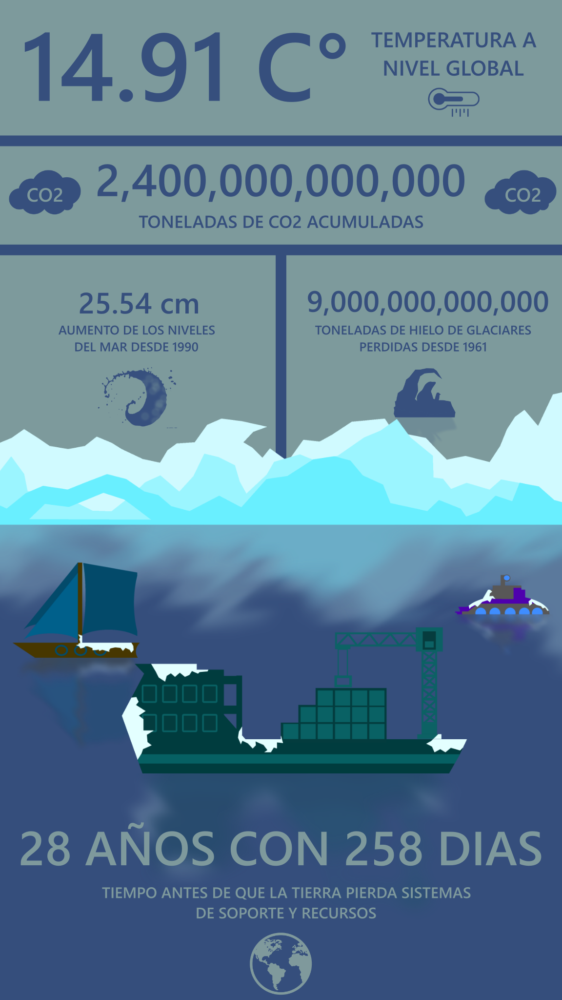 14.91 C°
TEMPERATURA A
NIVEL GLOBAL
CO2
2,400,000,000,000
CO2
TONELADAS DE CO2 ACUMULADAS
25.54 cm
AUMENTO DE LOS NIVELES
DEL MAR DESDE 1990
9,000,000,000,000
TONELADAS DE HIELO DE GLACIARES
PERDIDAS DESDE 1961
28 AÑOS CON 258 DIAS
TIEMPO ANTES DE QUE LA TIERRA PIERDA SISTEMAS
DE SOPORTE Y RECURSOS